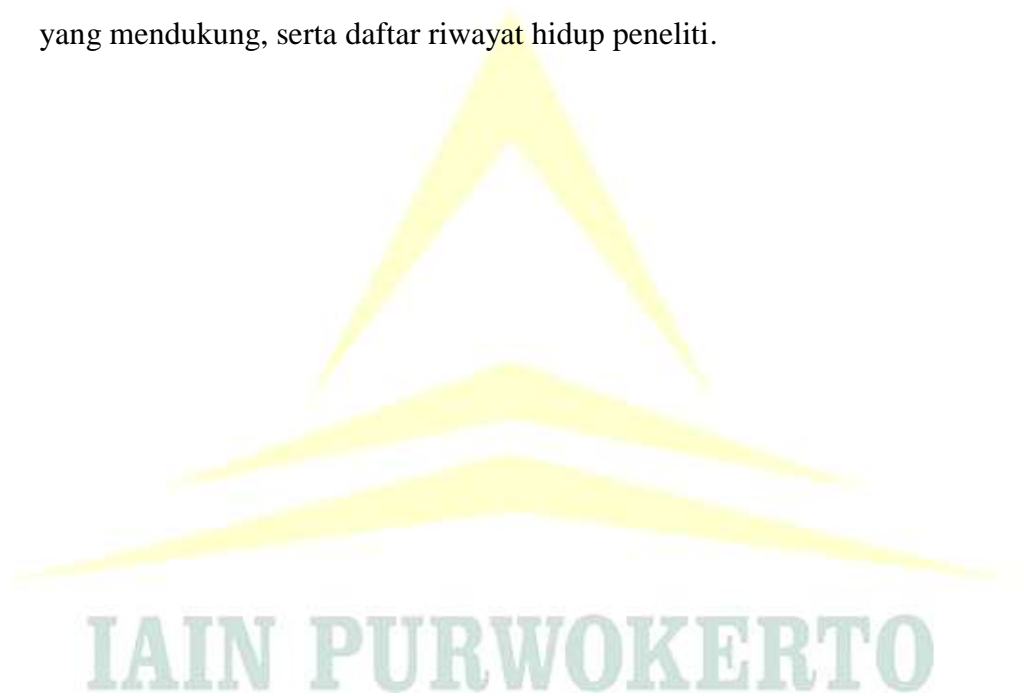 yang mendukung, serta daftar riwayat hidup peneliti.
IAIN PURWOKERTO